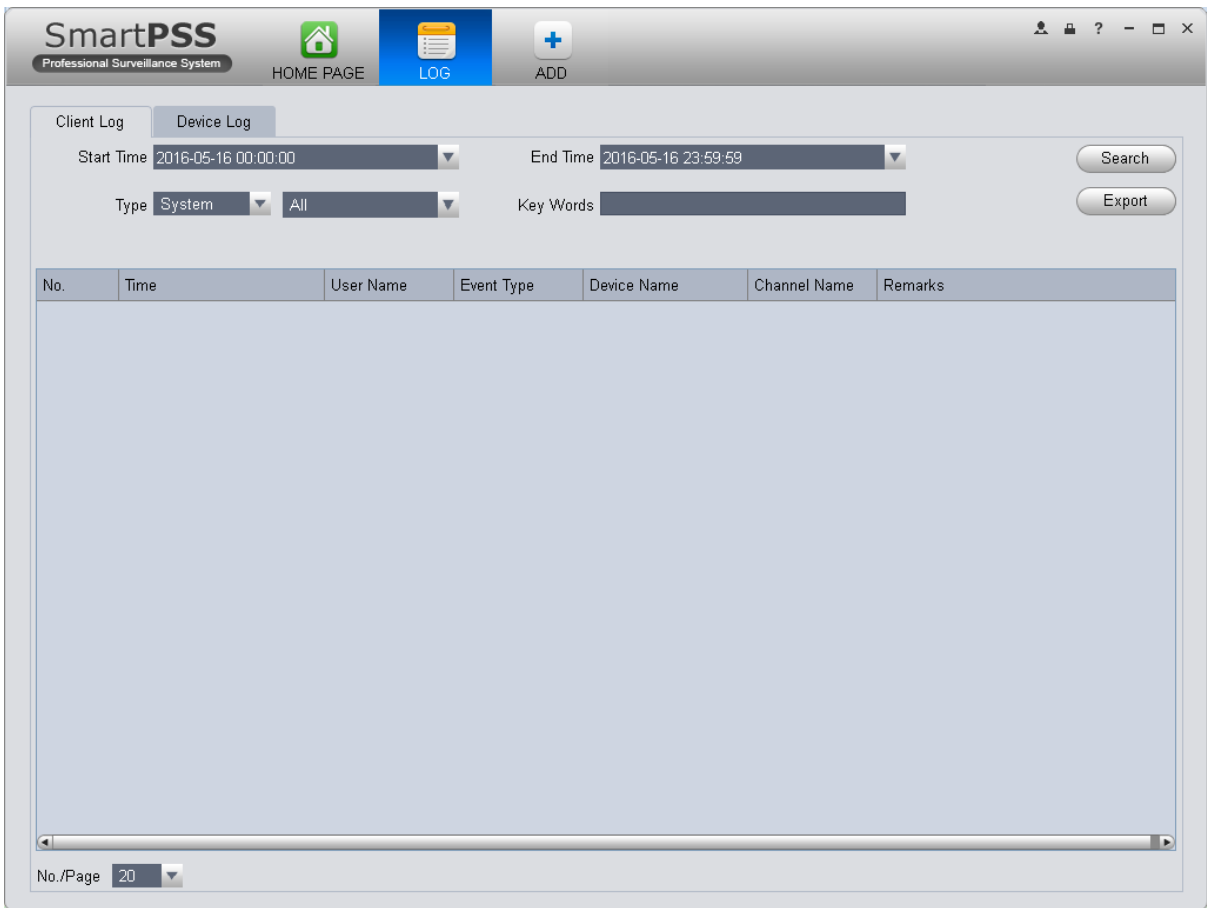 SmartPSS
Professional Surveillance System
HOME PAGE
LOG
ADD
?
Client Log
Device Log
Start Time 2016-05-16 00:00:00
End Time 2016-05-16 23:59:59
Search
Type System All
Key Words
Export
No. Time User Name Event Type Device Name Channel Name Remarks
No./Page 20